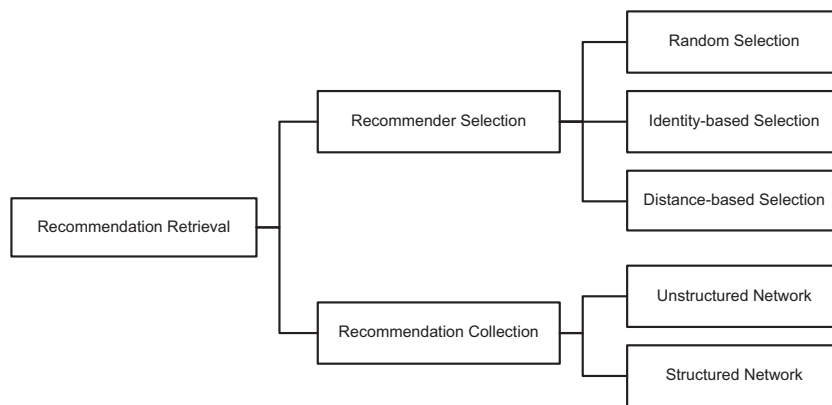 Recommendation Retrieval
Recommender Selection
Random Selection
Identity-based Selection
Distance-based Selection
Recommendation Collection
Unstructured Network
Structured Network